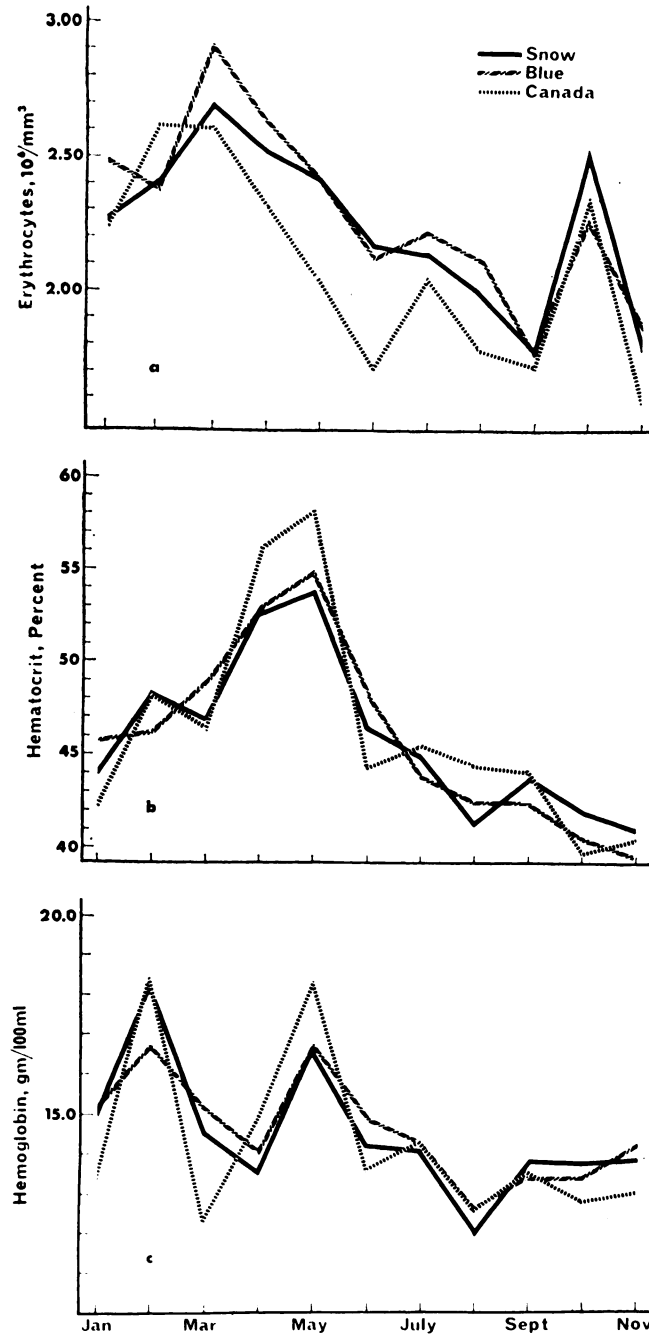 3.00
Snow
Blue
Canada
2.50
2.00
Erythrocytes, 10⁶/mm³
a
60
55
50
45
40
Hematocrit, Percent
b
20.0
15.0
Hemoglobin, gm/100ml
c
Jan Mar May July Sept Nov